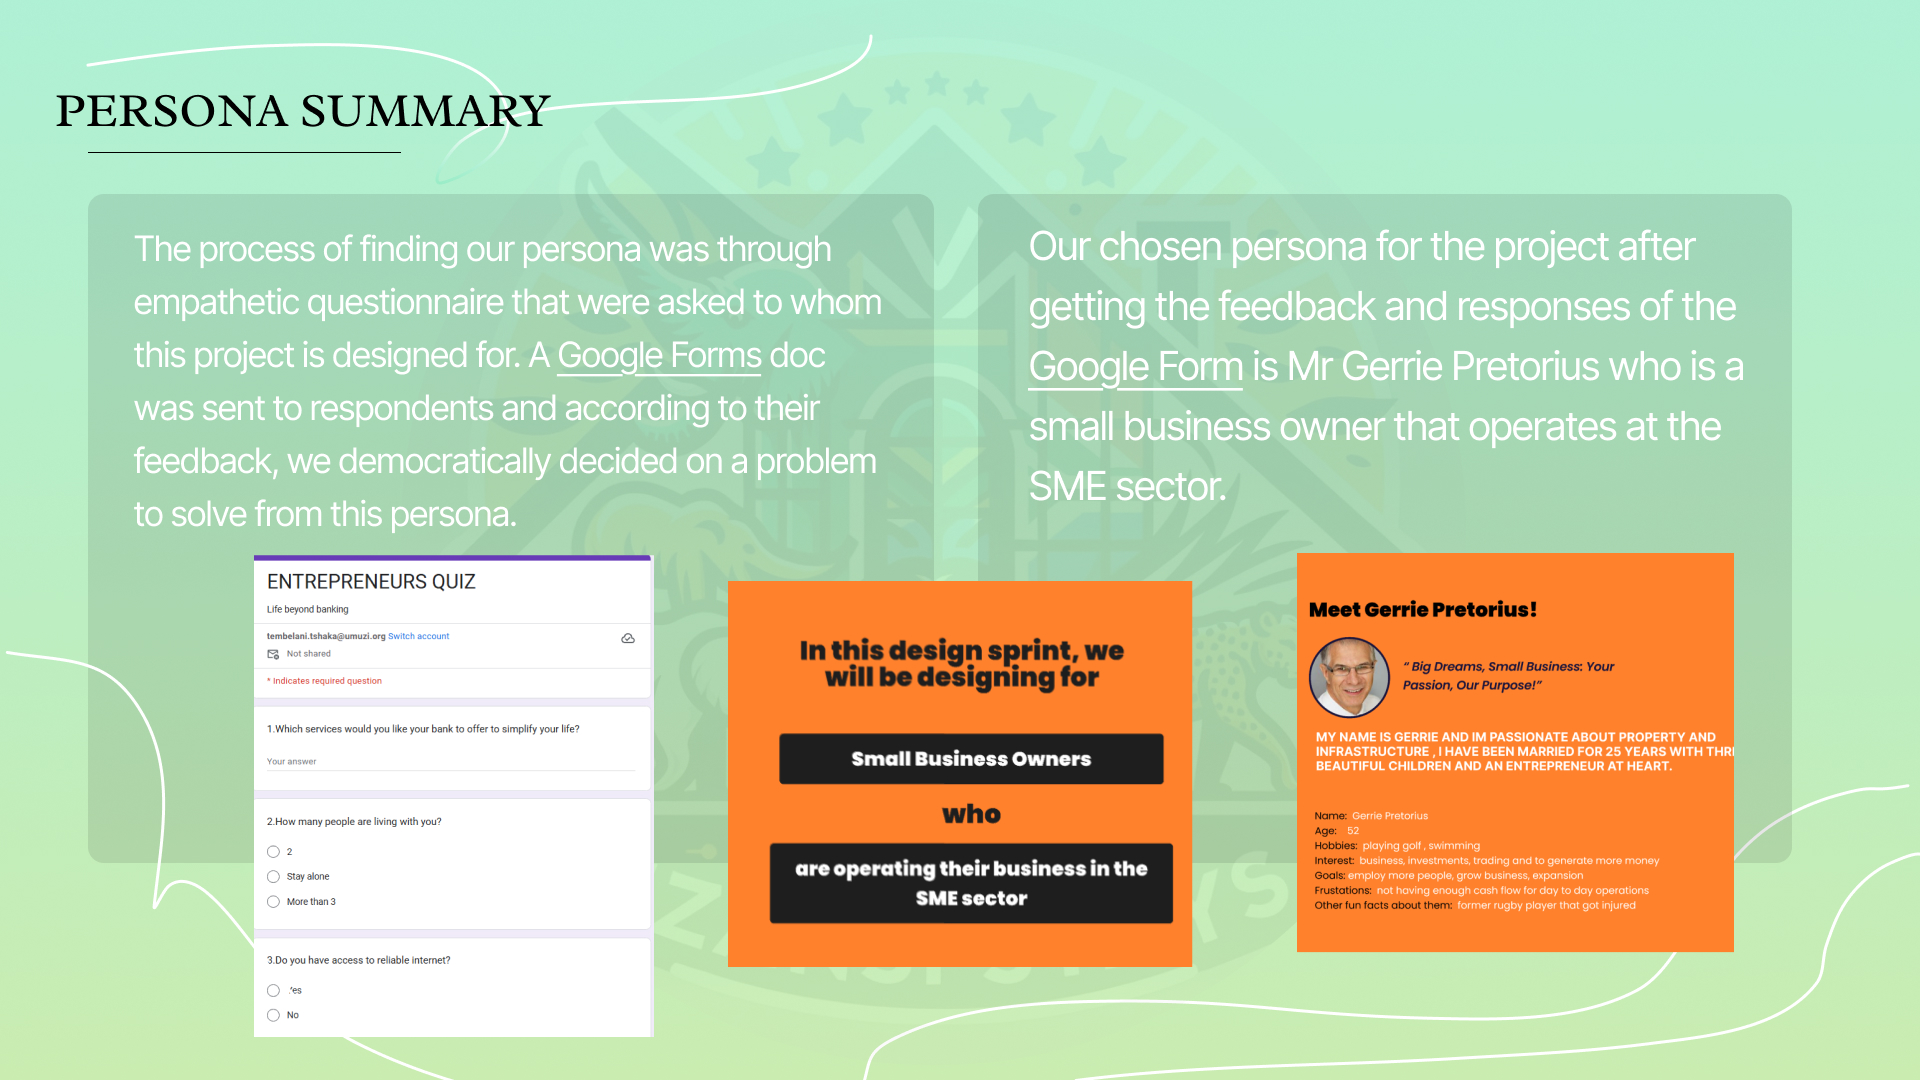 PERSONA SUMMARY
The process of finding our persona was through
empathetic questionnaire that were asked to whom
this project is designed for. A Google Forms doc
was sent to respondents and according to their
feedback, we democratically decided on a problem
to solve from this persona.
Our chosen persona for the project after
getting the feedback and responses of the
Google Form is Mr Gerrie Pretorius who is a
small business owner that operates at the
SME sector.
ENTREPRENEURS QUIZ
Life beyond banking
tembelani.tshaka@umuzi.org Switch account
Not shared
* Indicates required question
1.Which services would you like your bank to offer to simplify your life?
Your answer
2.How many people are living with you?
2
Stay alone
More than 3
3.Do you have access to reliable internet?
Yes
No
In this design sprint, we
will be designing for
Small Business Owners
who
are operating their business in the
SME sector
Meet Gerrie Pretorius!
“ Big Dreams, Small Business: Your
Passion, Our Purpose!”
MY NAME IS GERRIE AND IM PASSIONATE ABOUT PROPERTY AND
INFRASTRUCTURE , I HAVE BEEN MARRIED FOR 25 YEARS WITH THR
BEAUTIFUL CHILDREN AND AN ENTREPRENEUR AT HEART.
Name: Gerrie Pretorius
Age: 52
Hobbies: playing golf , swimming
Interest: business, investments, trading and to generate more money
Goals: employ more people, grow business, expansion
Frustations: not having enough cash flow for day to day operations
Other fun facts about them: former rugby player that got injured